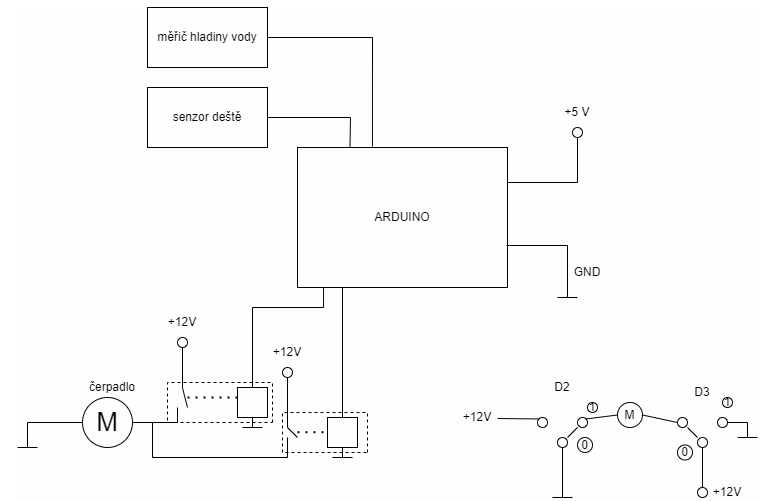 měřič hladiny vody
senzor deště
+5 V
ARDUINO
GND
+12V
+12V
čerpadlo
M
D2
D3
1
1
+12V
M
0
0
+12V